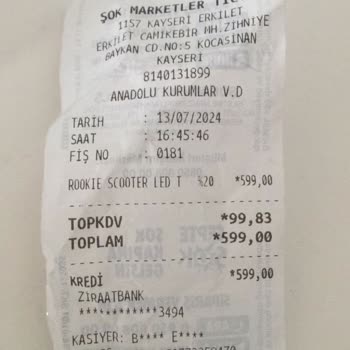 ŞOK MARKETLER TİC
1157 KAYSERİ ERKİLET
ERKİLET CAMİKEBİR MH.ZİHNİYE
BAYKAN CD.NO:5 KOCASİNAN
KAYSERİ
8140131899
ANADOLU KURUMLAR V.D
TARİH : 13/07/2024
SAAT : 16:45:46
FİŞ NO : 0181
ROOKIE SCOOTER LED T %20 *599,00
TOPKDV *99,83
TOPLAM *599,00
KREDİ *599,00
ZİRAATBANK
************3494
KASİYER: B**** E****